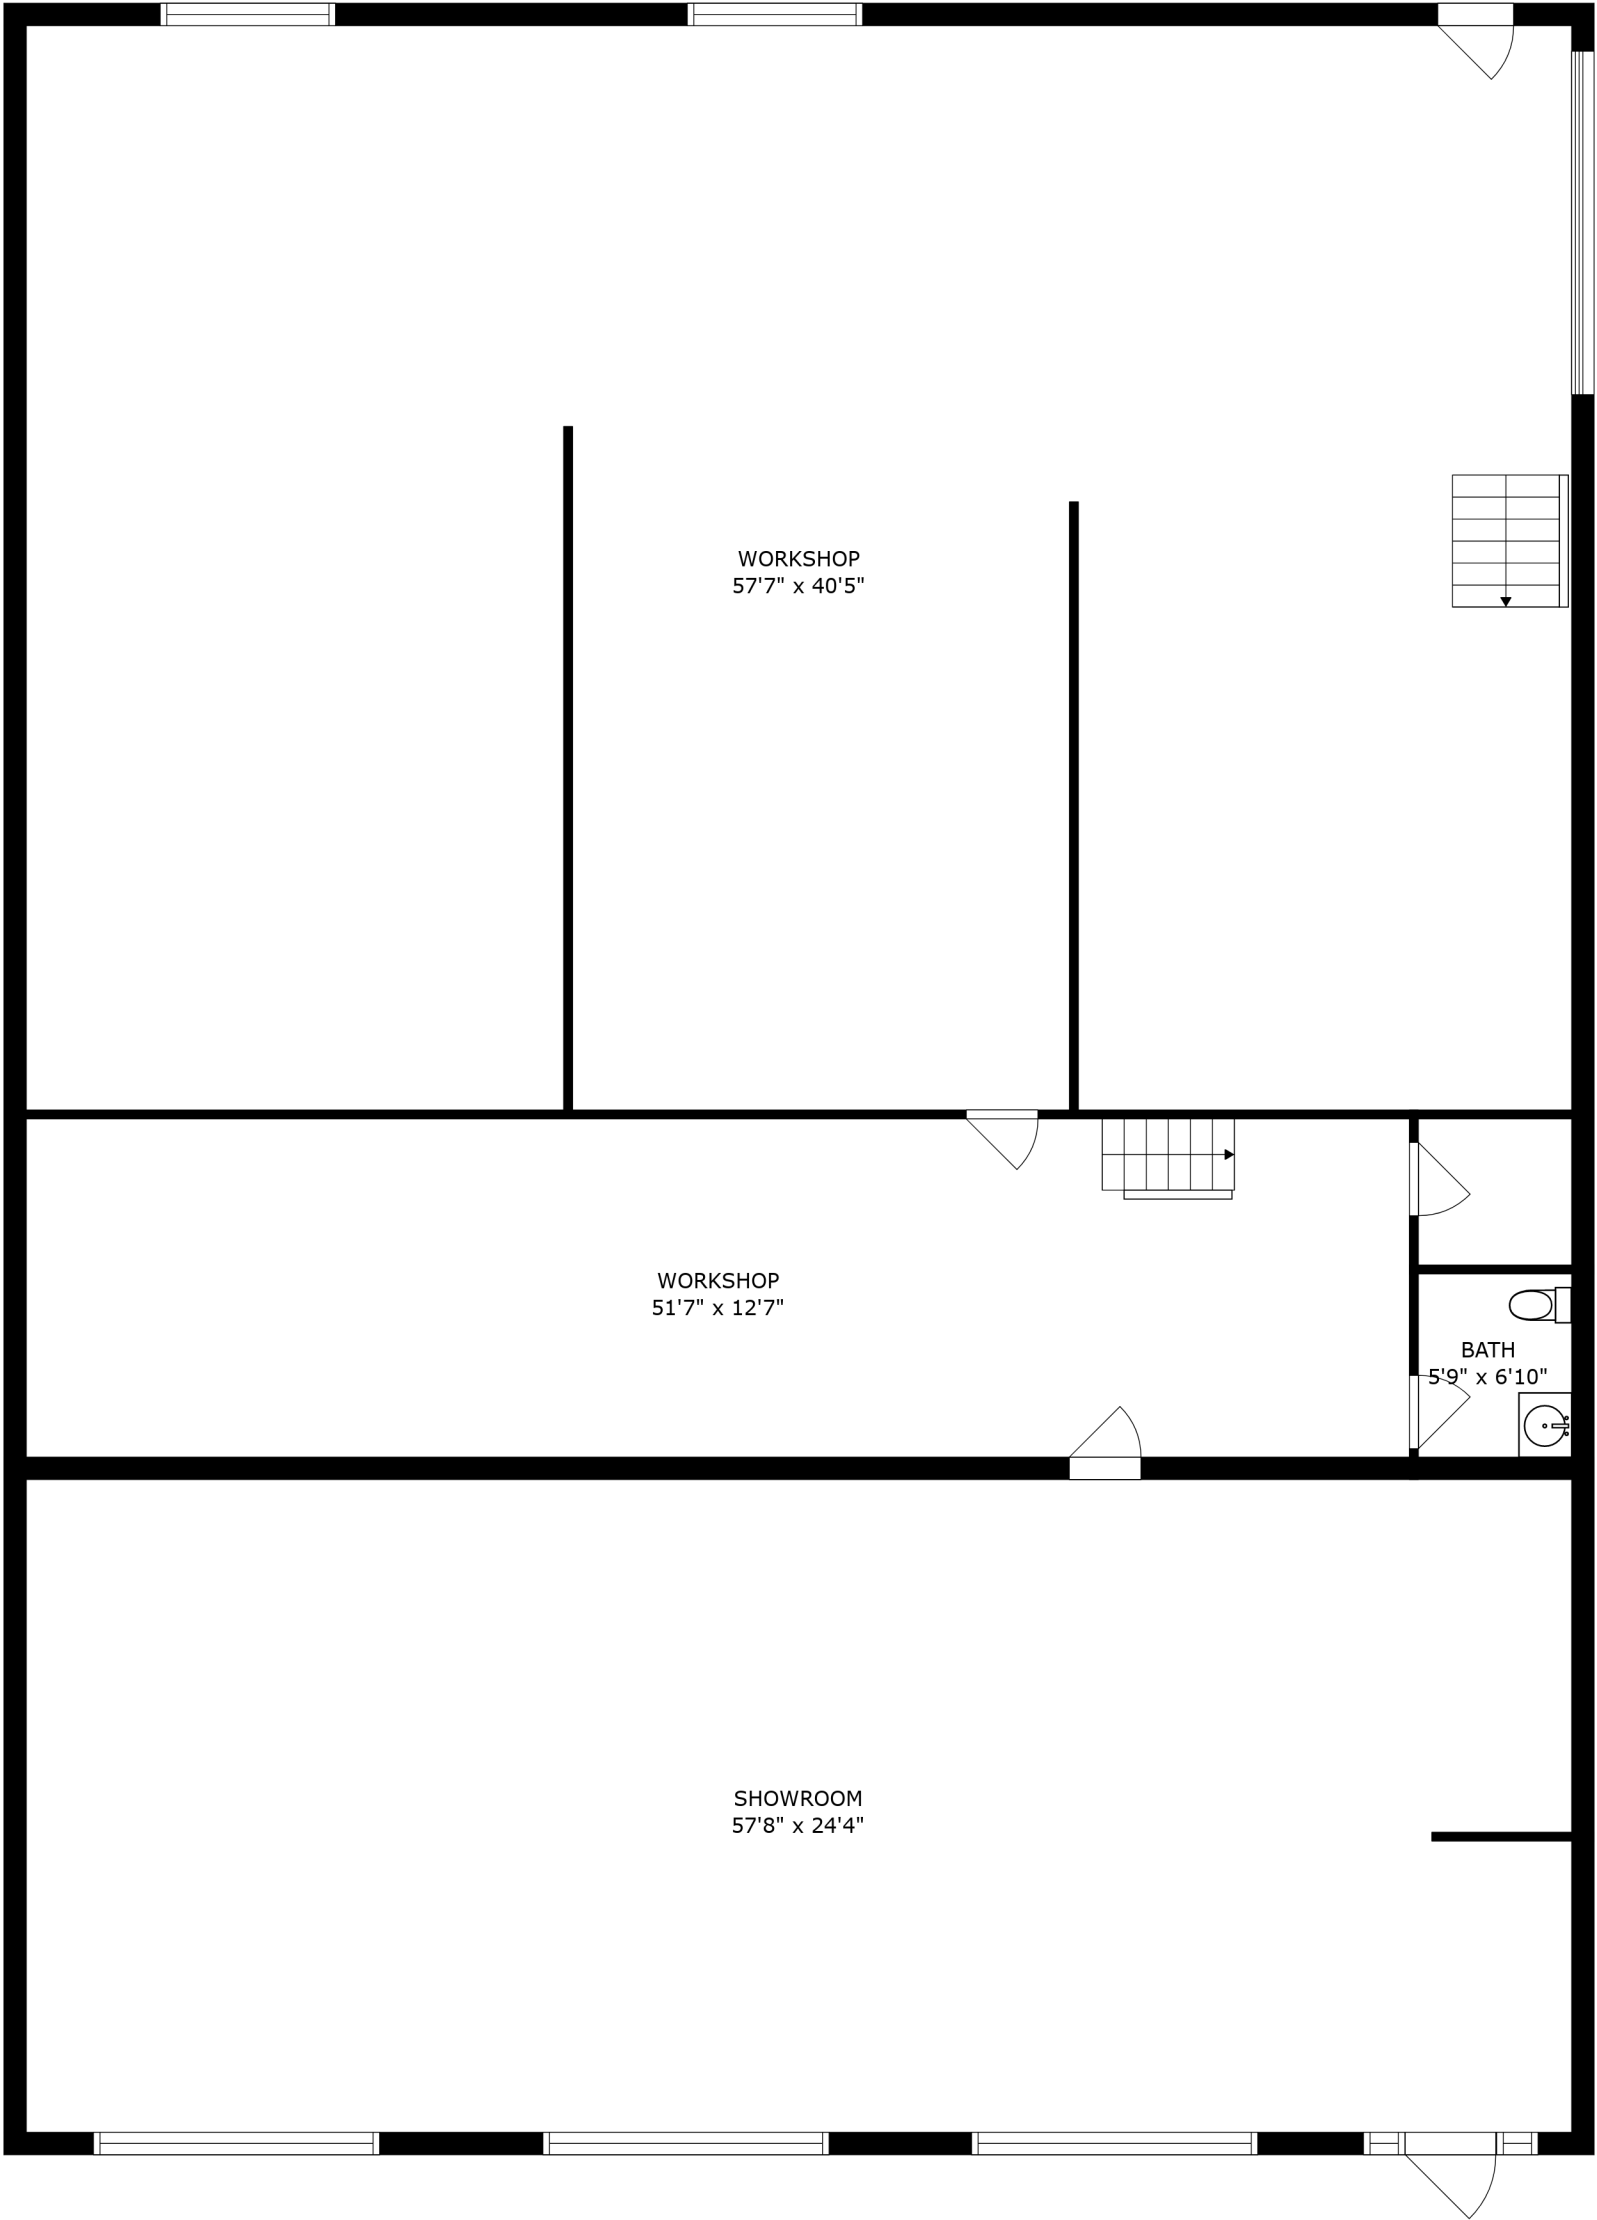 WORKSHOP
57'7" x 40'5"
WORKSHOP
51'7" x 12'7"
BATH
5'9" x 6'10"
SHOWROOM
57'8" x 24'4"